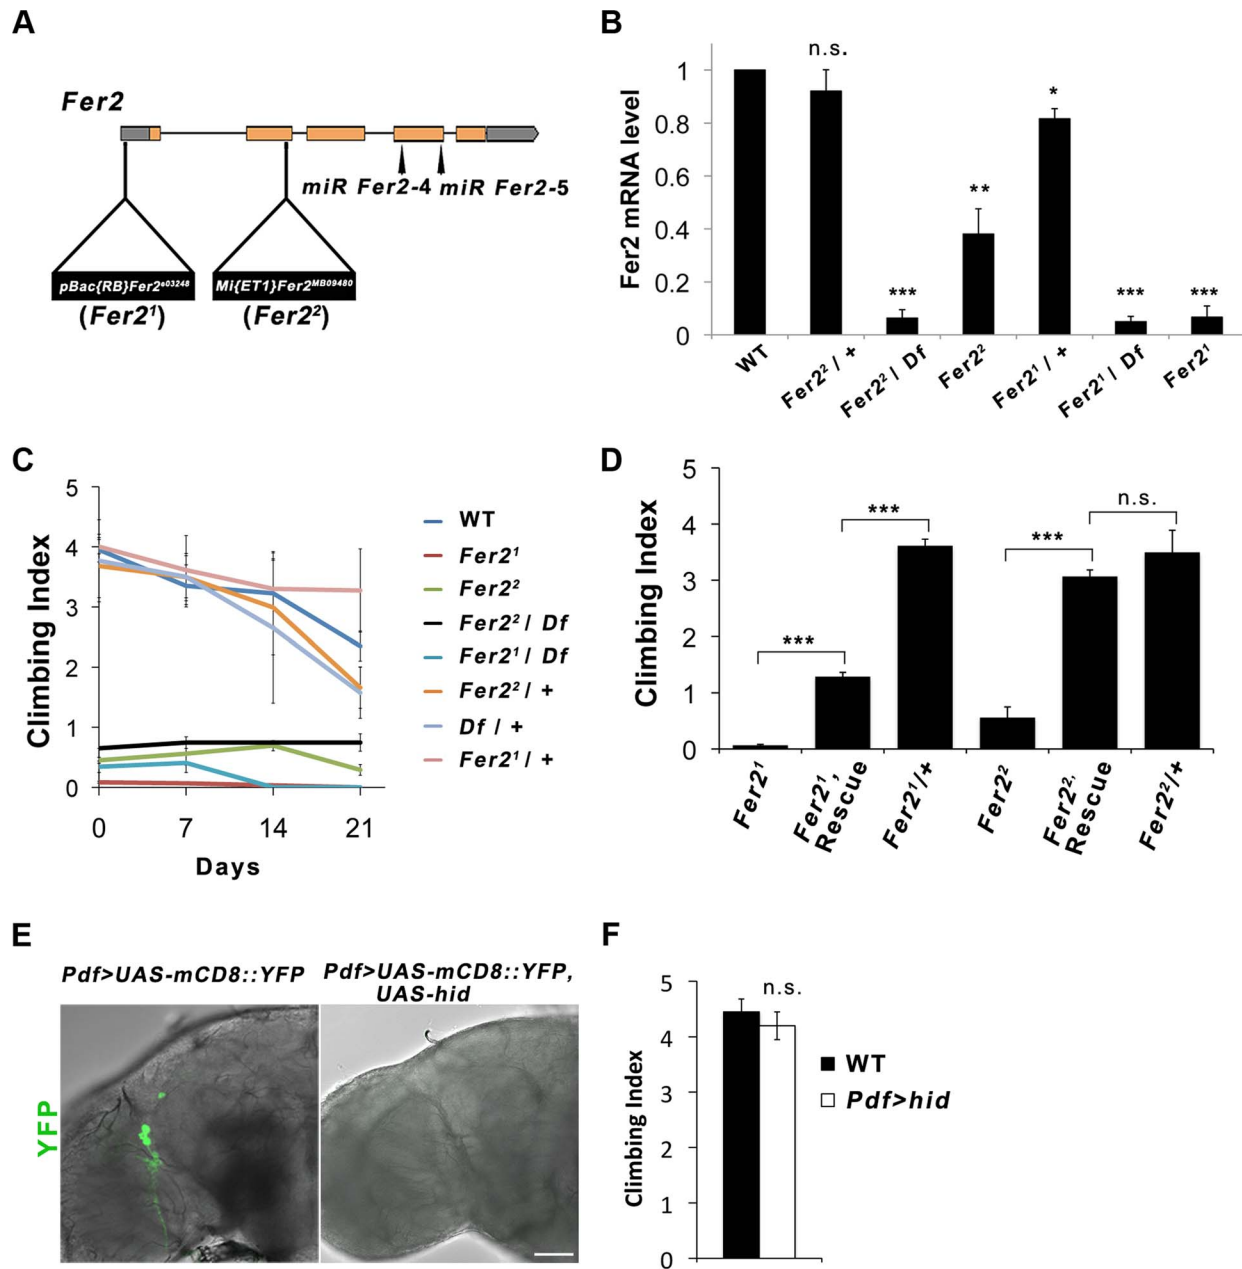 A
Fer2
miR Fer2-4 miR Fer2-5
pBac{RB}Fer2e03248
Mi{ET1}Fer2MB09480
(Fer2¹)
(Fer2²)
B
Fer2 mRNA level
1
0.8
0.6
0.4
0.2
0
n.s.
***
**
*
***
***
WT
Fer2² / +
Fer2² / Df
Fer2²
Fer2¹ / +
Fer2¹ / Df
Fer2¹
C
Climbing Index
5
4
3
2
1
0
0 7 14 21
Days
WT
Fer2¹
Fer2²
Fer2² / Df
Fer2¹ / Df
Fer2² / +
Df / +
Fer2¹ / +
D
Climbing Index
5
4
3
2
1
0
***
***
***
n.s.
Fer2¹
Fer2¹,
Rescue
Fer2¹/+
Fer2²
Fer2²,
Rescue
Fer2²/+
E
Pdf>UAS-mCD8::YFP
Pdf>UAS-mCD8::YFP,
UAS-hid
YFP
F
Climbing Index
5
4
3
2
1
0
n.s.
WT
Pdf>hid